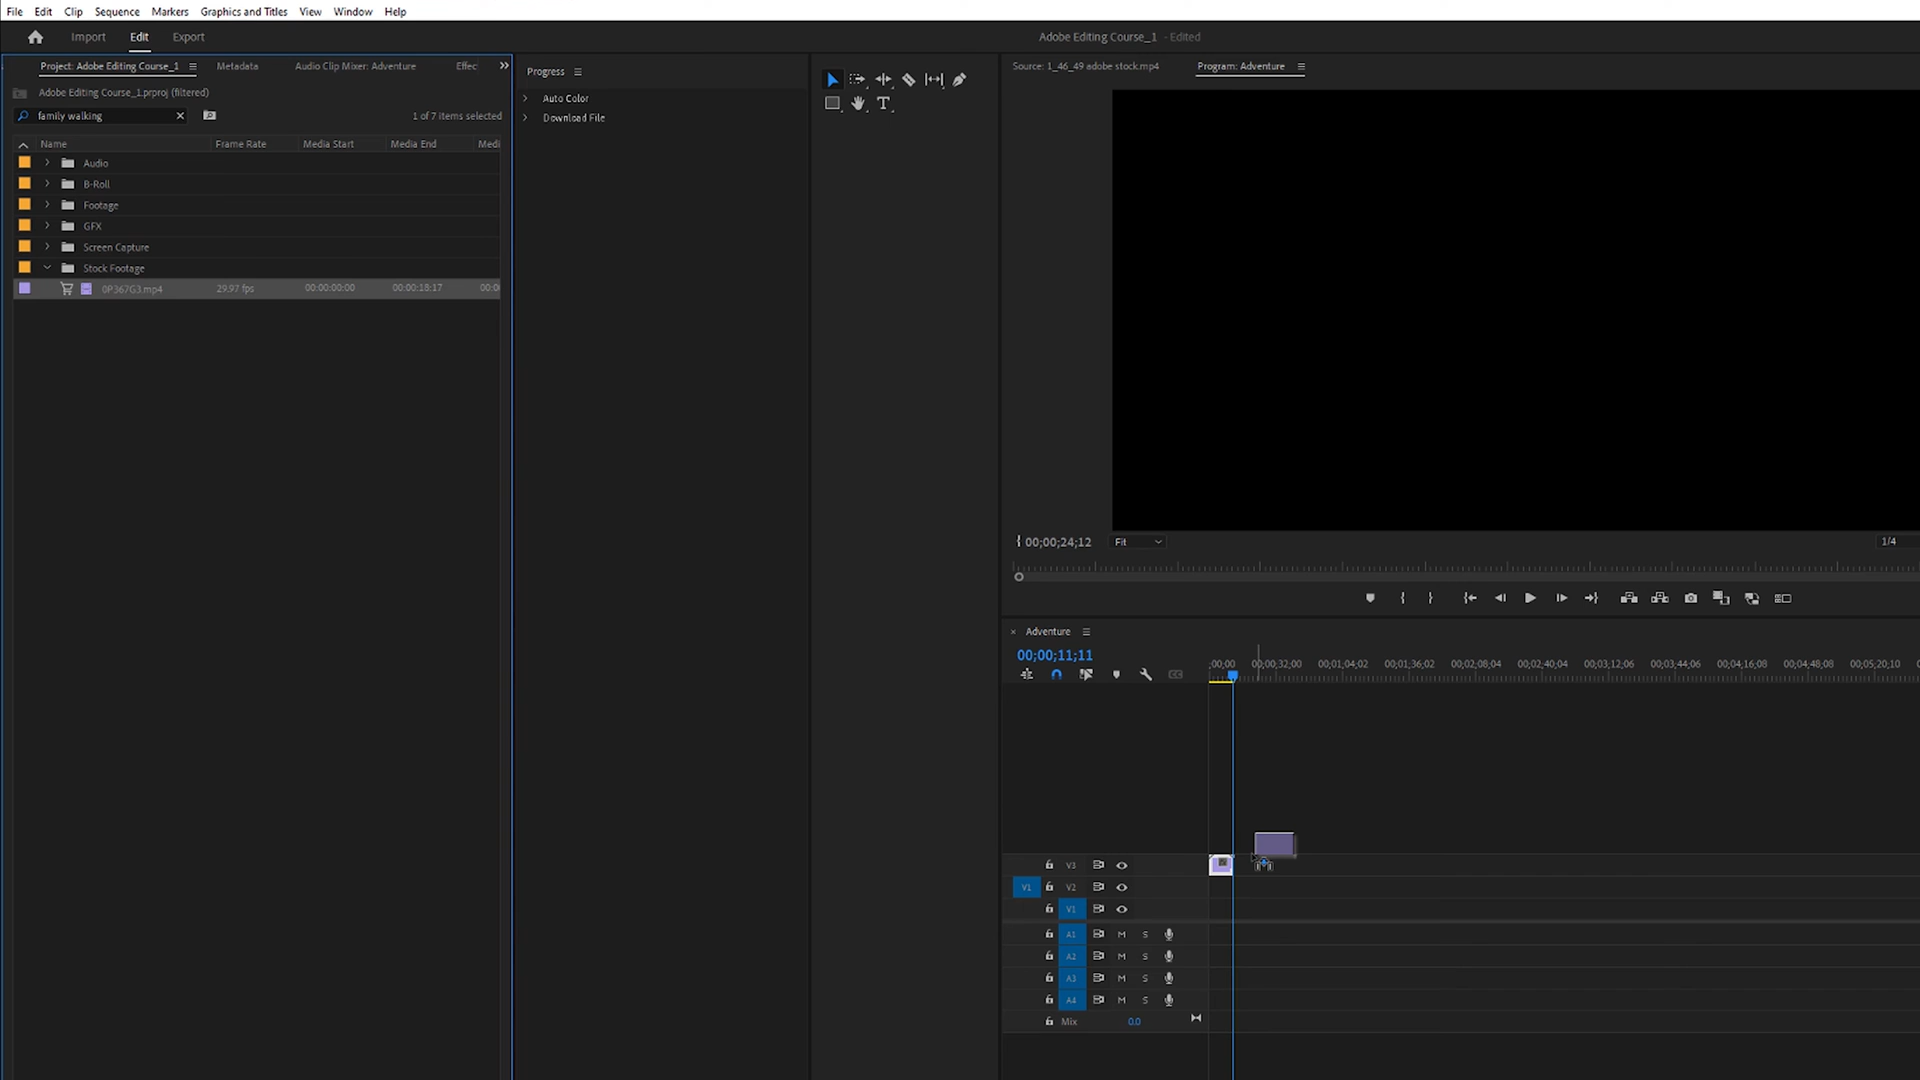 File Edit Clip Sequence Markers Graphics and Titles View Window Help
Import Edit Export Adobe Editing Course_1 - Edited
Project: Adobe Editing Course_1 Metadata Audio Clip Mixer: Adventure Effec
Adobe Editing Course_1.prproj (filtered)
family walking 1 of 7 items selected
Name Frame Rate Media Start Media End Medi
Audio
B-Roll
Footage
GFX
Screen Capture
Stock Footage
0P367G3.mp4 29.97 fps 00:00:00:00 00:00:18:17 00:0
Progress
Auto Color
Download File
T
Source: 1_46_49 adobe stock.mp4 Program: Adventure
00;00;24;12 Fit 1/4
Adventure
00;00;11;11
;00;00 00;00;32;00 00;01;04;02 00;01;36;02 00;02;08;04 00;02;40;04 00;03;12;06 00;03;44;06 00;04;16;08 00;04;48;08 00;05;20;10
V3
V1 V2
V1
A1 M S
A2 M S
A3 M S
A4 M S
Mix 0.0